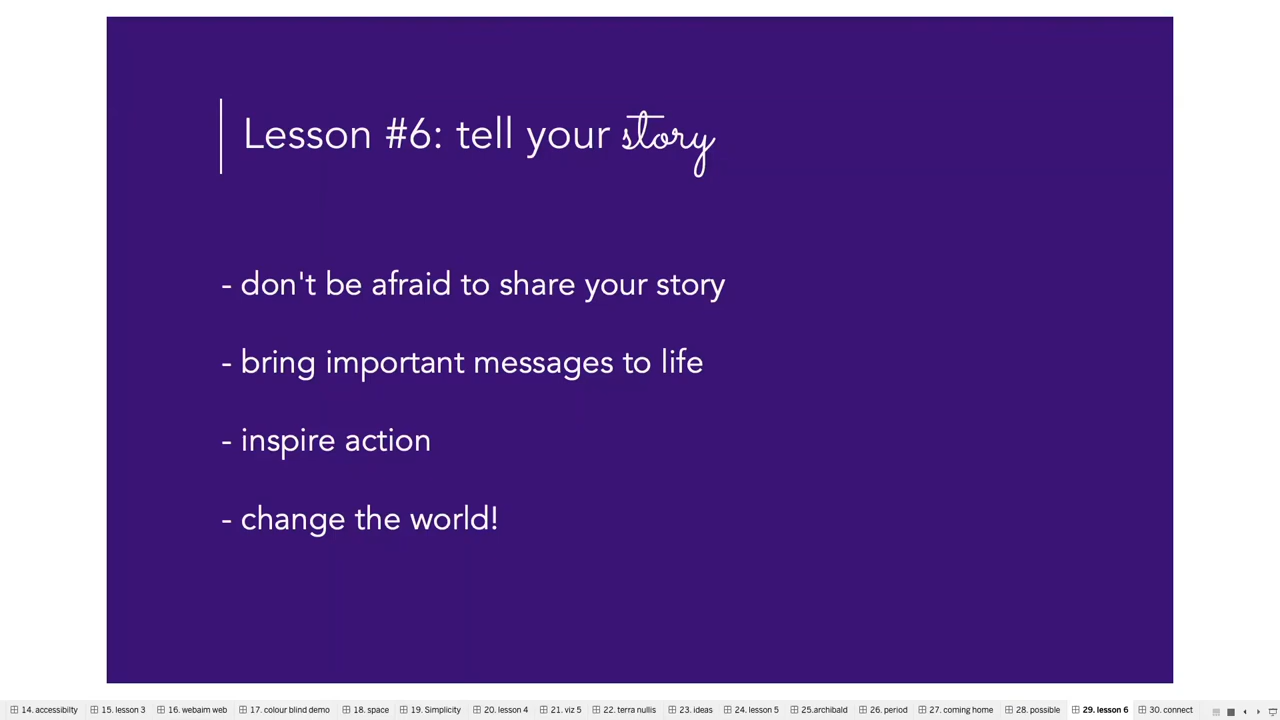 Lesson #6: tell your story
- don't be afraid to share your story
- bring important messages to life
- inspire action
- change the world!
14. accessibilty 15. lesson 3 16. webaim web 17. colour blind demo 18. space 19. Simplicity 20. lesson 4 21. viz 5 22. terra nullis 23. ideas 24. lesson 5 25.archibald 26. period 27. coming home 28. possible 29. lesson 6 30. connect